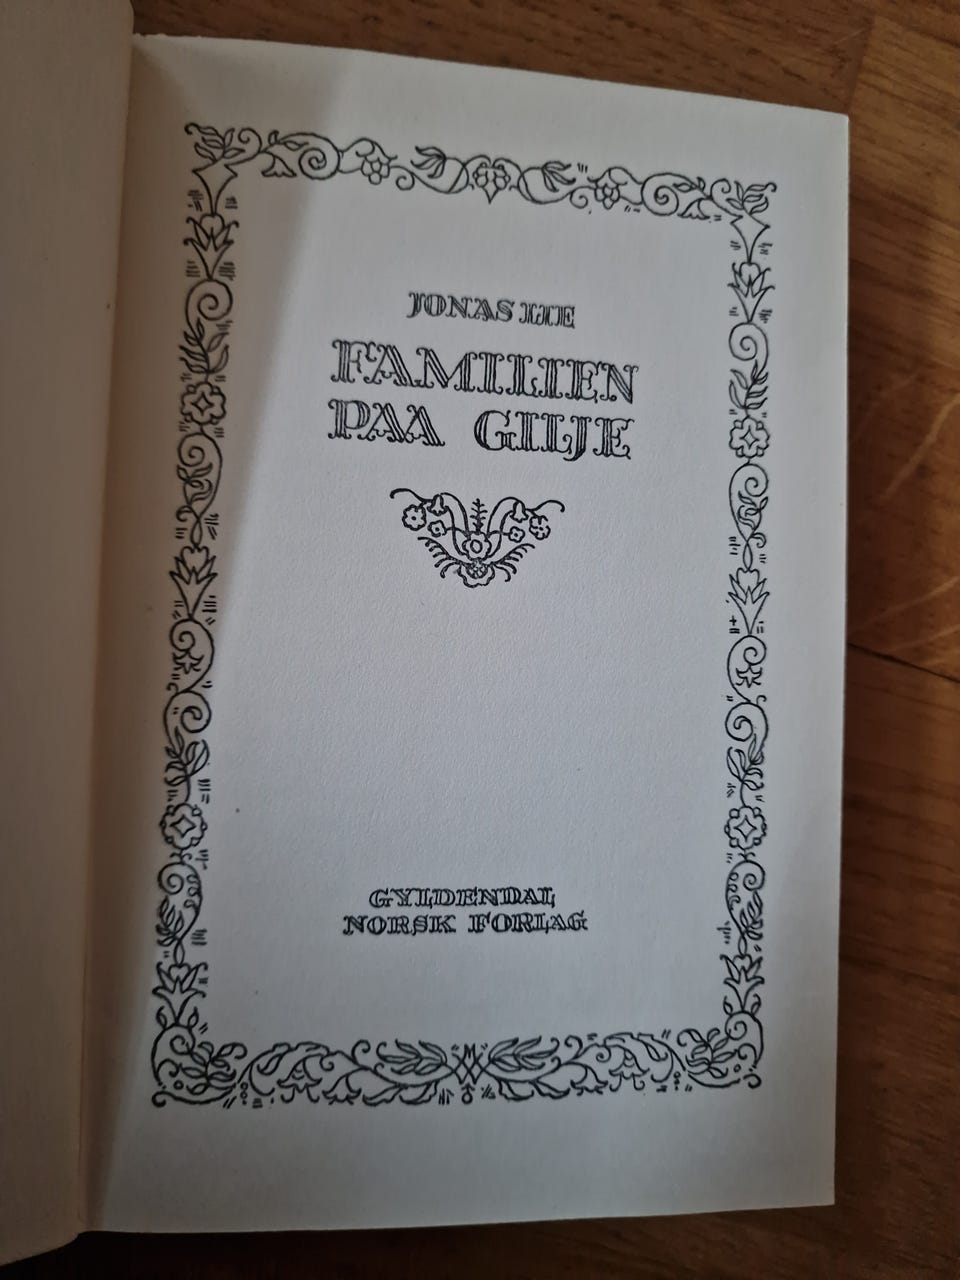 JONAS LIE
FAMILIEN
PAA GILJE
GYLDENDAL
NORSK FORLAG